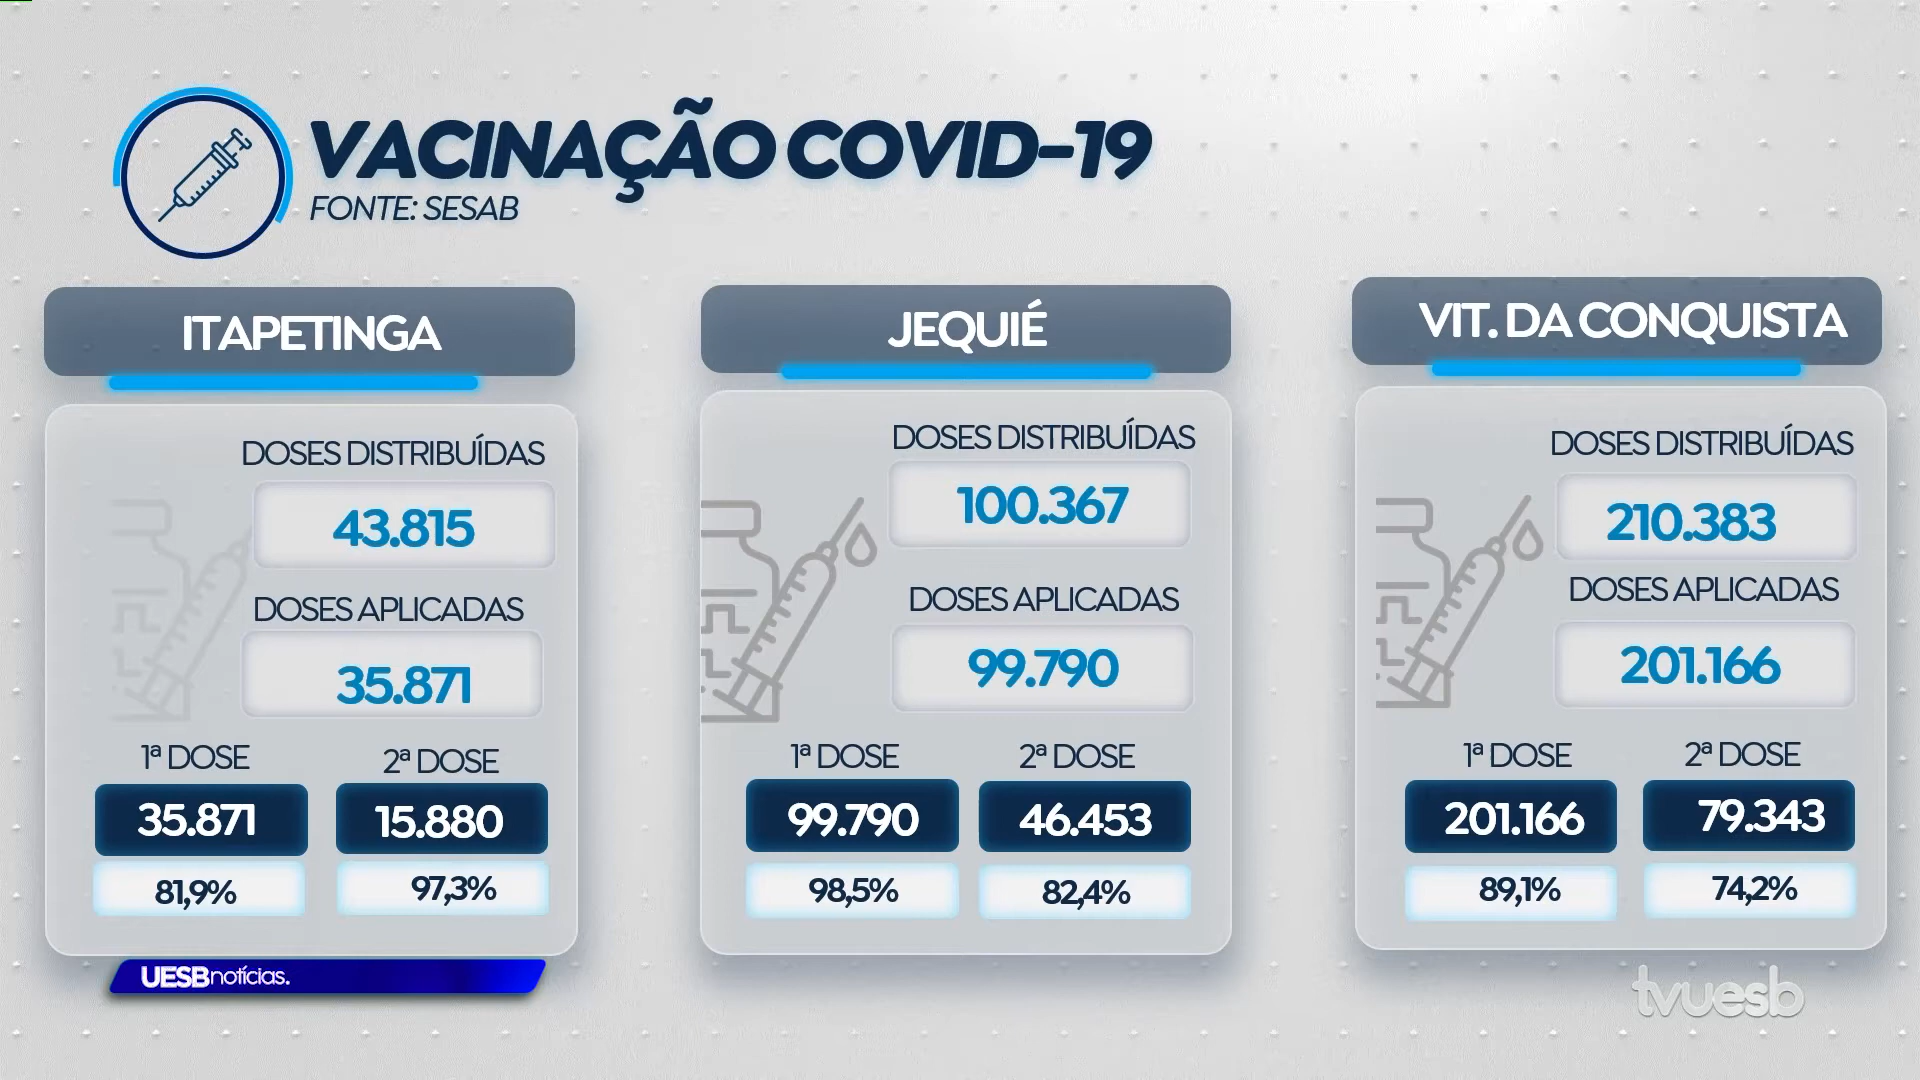 VACINAÇÃO COVID-19
FONTE: SESAB
ITAPETINGA
DOSES DISTRIBUÍDAS
43.815
DOSES APLICADAS
35.871
1ª DOSE
2ª DOSE
35.871
15.880
81,9%
97,3%
JEQUIÉ
DOSES DISTRIBUÍDAS
100.367
DOSES APLICADAS
99.790
1ª DOSE
2ª DOSE
99.790
46.453
98,5%
82,4%
VIT. DA CONQUISTA
DOSES DISTRIBUÍDAS
210.383
DOSES APLICADAS
201.166
1ª DOSE
2ª DOSE
201.166
79.343
89,1%
74,2%
UESBnotícias.
tvuesb